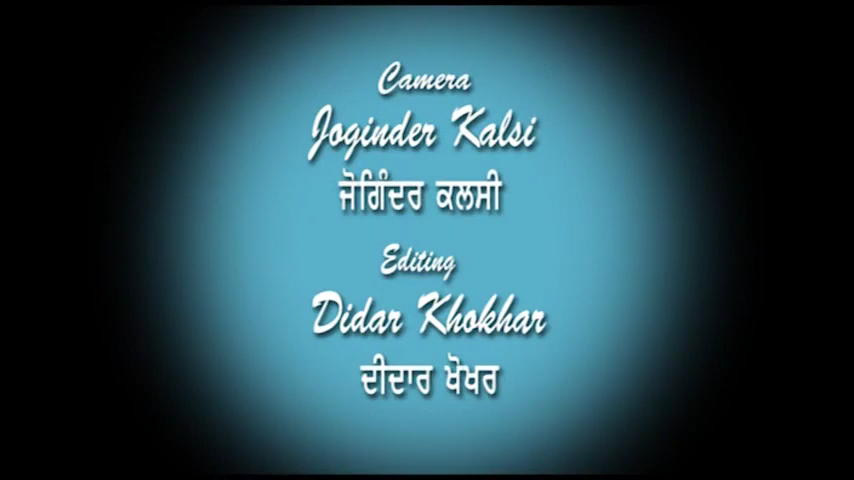 Camera
Joginder Kalsi
ਜੋਗਿੰਦਰ ਕਲਸੀ
Editing
Didar Khokhar
ਦੀਦਾਰ ਖੋਖਰ